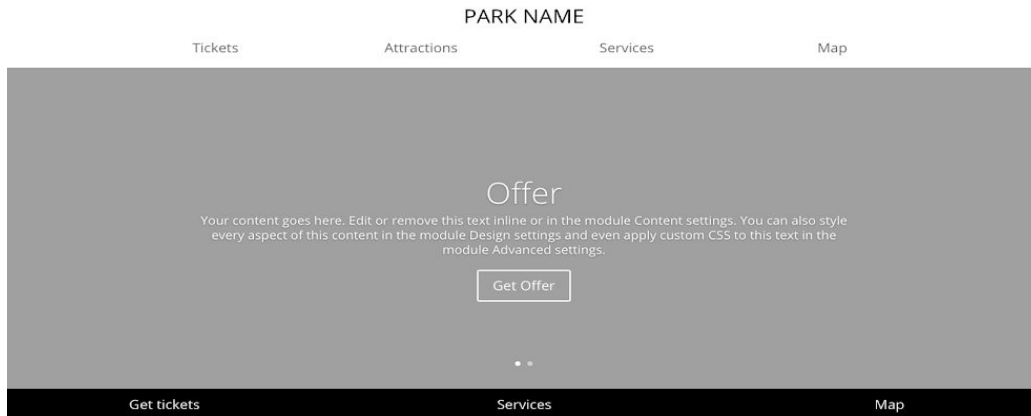 PARK NAME
Tickets Attractions Services Map
Offer
Your content goes here. Edit or remove this text inline or in the module Content settings. You can also style
every aspect of this content in the module Design settings and even apply custom CSS to this text in the
module Advanced settings.
Get Offer
Get tickets Services Map